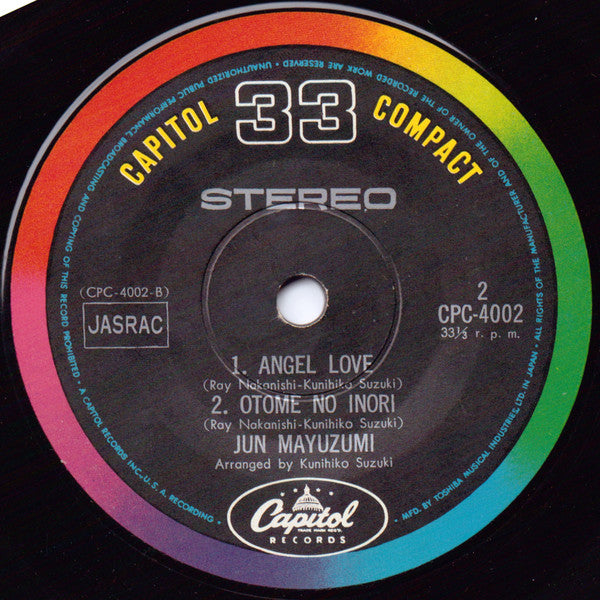 CAPITOL 33 COMPACT
STEREO
(CPC-4002-B)
JASRAC
2
CPC-4002
33⅓ r. p. m.
1. ANGEL LOVE
(Ray Nakanishi-Kunihiko Suzuki)
2. OTOME NO INORI
(Ray Nakanishi-Kunihiko Suzuki)
JUN MAYUZUMI
Arranged by Kunihiko Suzuki
Capitol
TRADE MARK REG'D.
RECORDS
A CAPITOL RECORDS INC., U. S. A. RECORDING. MFD. BY TOSHIBA MUSICAL INDUSTRIES LTD. IN JAPAN. ALL RIGHTS OF THE MANUFACTURER AND OF THE OWNER OF THE RECORDED WORK ARE RESERVED. UNAUTHORIZED PUBLIC PERFORMANCE, BROADCASTING AND COPYING OF THIS RECORD PROHIBITED.